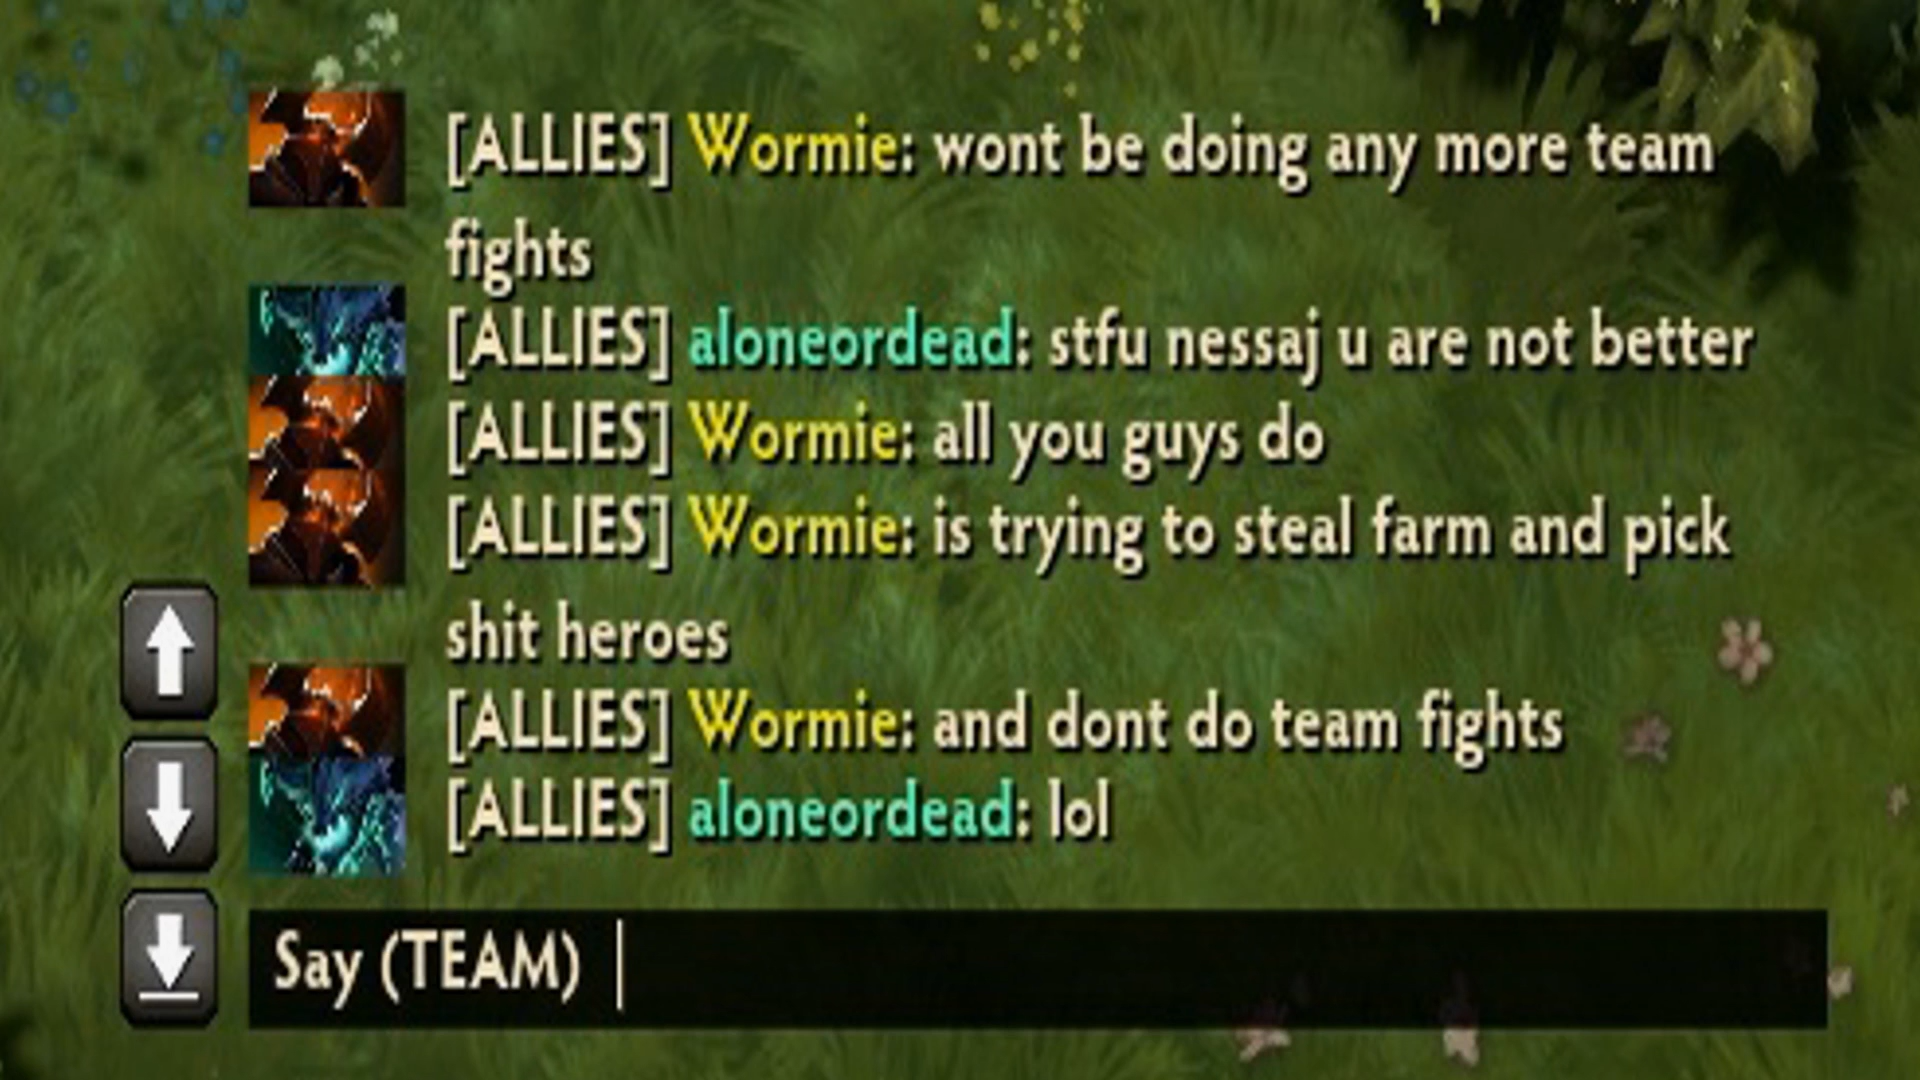 [ALLIES] Wormie: wont be doing any more team
fights
[ALLIES] aloneordead: stfu nessaj u are not better
[ALLIES] Wormie: all you guys do
[ALLIES] Wormie: is trying to steal farm and pick
shit heroes
[ALLIES] Wormie: and dont do team fights
[ALLIES] aloneordead: lol
Say (TEAM)